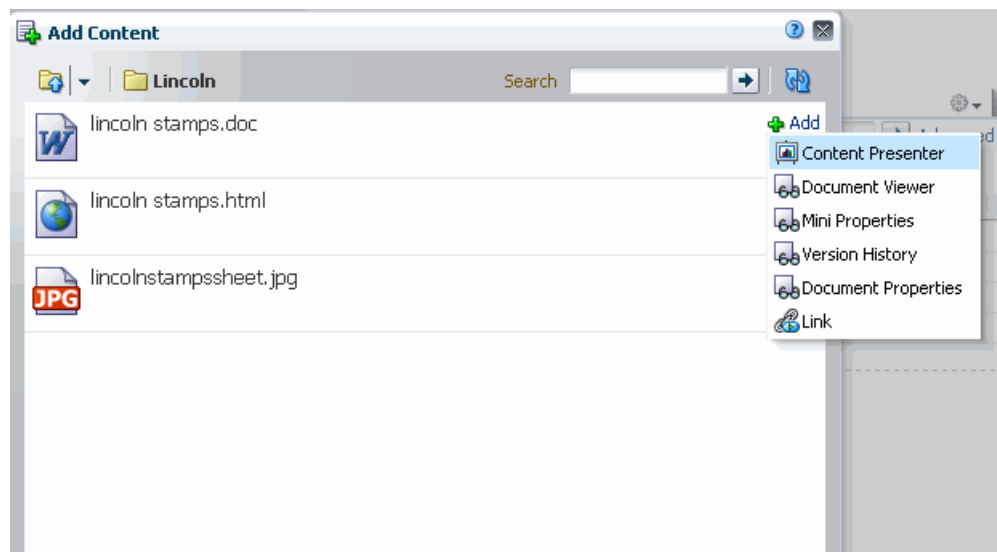 Add Content
Lincoln
Search
lincoln stamps.doc
Add
Content Presenter
Document Viewer
Mini Properties
Version History
Document Properties
Link
lincoln stamps.html
lincolnstampssheet.jpg
JPG